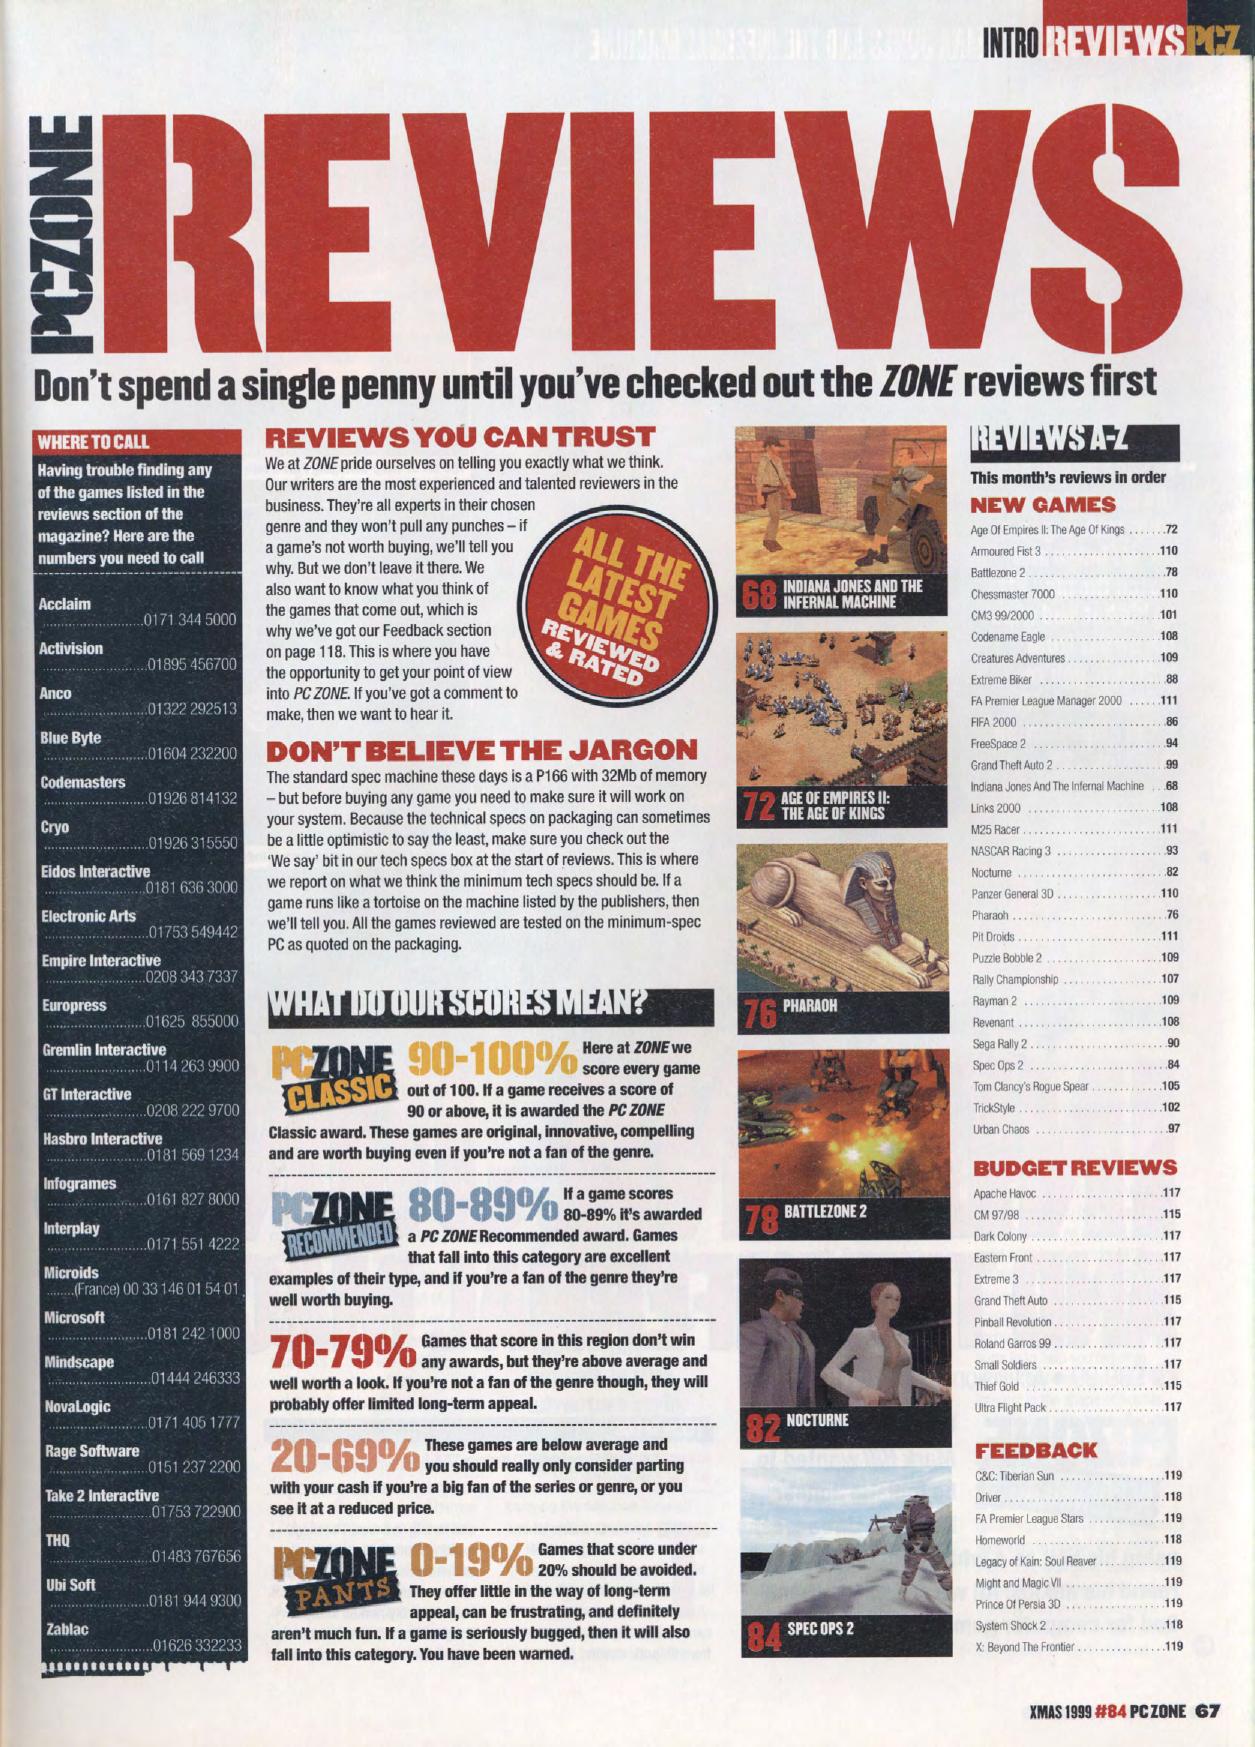 INTRO REVIEWS PCZ
PCZONE
REVIEWS
Don't spend a single penny until you've checked out the ZONE reviews first
WHERE TO CALL
Having trouble finding any
of the games listed in the
reviews section of the
magazine? Here are the
numbers you need to call
Acclaim
0171 344 5000
Activision
01895 456700
Anco
01322 292513
Blue Byte
01604 232200
Codemasters
01926 814132
Cryo
01926 315550
Eidos Interactive
0181 636 3000
Electronic Arts
01753 549442
Empire Interactive
0208 343 7337
Europress
01625 855000
Gremlin Interactive
0114 263 9900
GT Interactive
0208 222 9700
Hasbro Interactive
0181 569 1234
Infogrames
0161 827 8000
Interplay
0171 551 4222
Microids
(France) 00 33 146 01 54 01
Microsoft
0181 242 1000
Mindscape
01444 246333
NovaLogic
0171 405 1777
Rage Software
0151 237 2200
Take 2 Interactive
01753 722900
THQ
01483 767656
Ubi Soft
0181 944 9300
Zablac
01626 332233
REVIEWS YOU CAN TRUST
We at ZONE pride ourselves on telling you exactly what we think.
Our writers are the most experienced and talented reviewers in the
business. They're all experts in their chosen
genre and they won't pull any punches – if
a game's not worth buying, we'll tell you
why. But we don't leave it there. We
also want to know what you think of
the games that come out, which is
why we've got our Feedback section
on page 118. This is where you have
the opportunity to get your point of view
into PC ZONE. If you've got a comment to
make, then we want to hear it.
ALL THE
LATEST
GAMES
REVIEWED
& RATED
DON'T BELIEVE THE JARGON
The standard spec machine these days is a P166 with 32Mb of memory
– but before buying any game you need to make sure it will work on
your system. Because the technical specs on packaging can sometimes
be a little optimistic to say the least, make sure you check out the
'We say' bit in our tech specs box at the start of reviews. This is where
we report on what we think the minimum tech specs should be. If a
game runs like a tortoise on the machine listed by the publishers, then
we'll tell you. All the games reviewed are tested on the minimum-spec
PC as quoted on the packaging.
WHAT DO OUR SCORES MEAN?
PCZONE
CLASSIC
90-100% Here at ZONE we
score every game
out of 100. If a game receives a score of
90 or above, it is awarded the PC ZONE
Classic award. These games are original, innovative, compelling
and are worth buying even if you're not a fan of the genre.
PCZONE
RECOMMENDED
80-89% If a game scores
80-89% it's awarded
a PC ZONE Recommended award. Games
that fall into this category are excellent
examples of their type, and if you're a fan of the genre they're
well worth buying.
70-79% Games that score in this region don't win
any awards, but they're above average and
well worth a look. If you're not a fan of the genre though, they will
probably offer limited long-term appeal.
20-69% These games are below average and
you should really only consider parting
with your cash if you're a big fan of the series or genre, or you
see it at a reduced price.
PCZONE
PANTS
0-19% Games that score under
20% should be avoided.
They offer little in the way of long-term
appeal, can be frustrating, and definitely
aren't much fun. If a game is seriously bugged, then it will also
fall into this category. You have been warned.
68 INDIANA JONES AND THE
INFERNAL MACHINE
72 AGE OF EMPIRES II:
THE AGE OF KINGS
76 PHARAOH
78 BATTLEZONE 2
82 NOCTURNE
84 SPEC OPS 2
REVIEWS A-Z
This month's reviews in order
NEW GAMES
Age Of Empires II: The Age Of Kings .......72
Armoured Fist 3 ....................110
Battlezone 2 ....................78
Chessmaster 7000 ....................110
CM3 99/2000 ....................101
Codename Eagle ....................108
Creatures Adventures ....................109
Extreme Biker ....................88
FA Premier League Manager 2000 ......111
FIFA 2000 ....................86
FreeSpace 2 ....................94
Grand Theft Auto 2 ....................99
Indiana Jones And The Infernal Machine ...68
Links 2000 ....................108
M25 Racer ....................111
NASCAR Racing 3 ....................93
Nocturne ....................82
Panzer General 3D ....................110
Pharaoh ....................76
Pit Droids ....................111
Puzzle Bobble 2 ....................109
Rally Championship ....................107
Rayman 2 ....................109
Revenant ....................108
Sega Rally 2 ....................90
Spec Ops 2 ....................84
Tom Clancy's Rogue Spear ............105
TrickStyle ....................102
Urban Chaos ....................97
BUDGET REVIEWS
Apache Havoc ....................117
CM 97/98 ....................115
Dark Colony ....................117
Eastern Front ....................117
Extreme 3 ....................117
Grand Theft Auto ....................115
Pinball Revolution ....................117
Roland Garros 99 ....................117
Small Soldiers ....................117
Thief Gold ....................115
Ultra Flight Pack ....................117
FEEDBACK
C&C: Tiberian Sun ..................119
Driver ....................118
FA Premier League Stars ..............119
Homeworld ....................118
Legacy of Kain: Soul Reaver ...........119
Might and Magic VII ..................119
Prince Of Persia 3D ..................119
System Shock 2 ....................118
X: Beyond The Frontier ................119
XMAS 1999 #84 PC ZONE 67